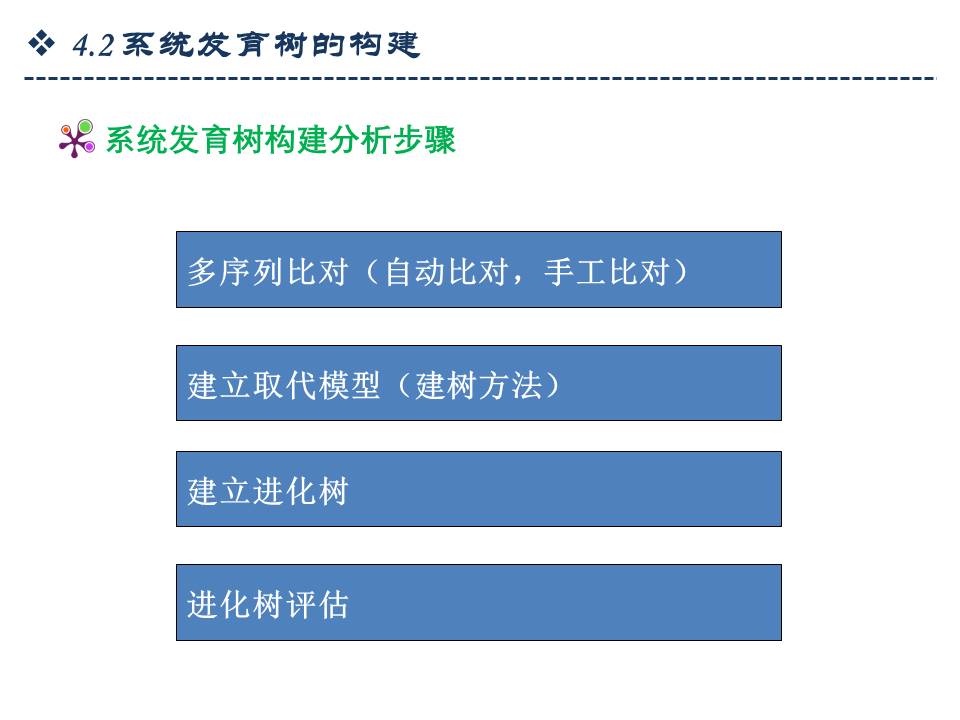 4.2系统发育树的构建
系统发育树构建分析步骤
多序列比对（自动比对，手工比对）
建立取代模型（建树方法）
建立进化树
进化树评估